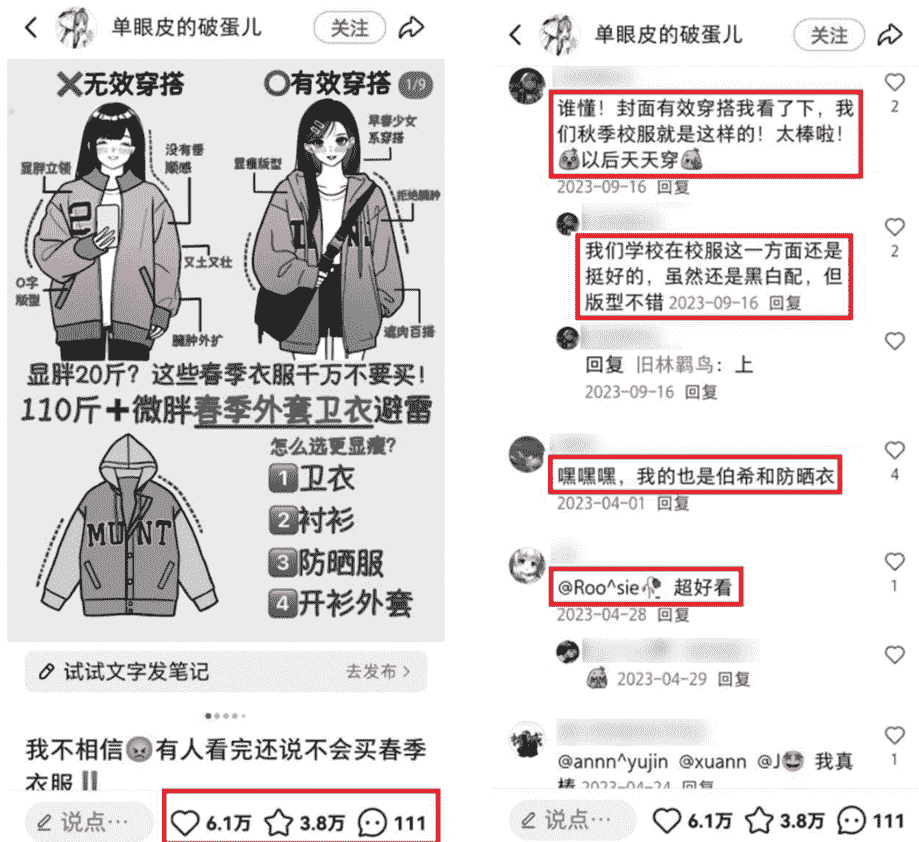 单眼皮的破蛋儿
关注
无效穿搭
有效穿搭
1/9
显胖立领
没有垂
顺感
2
又土又壮
O字
版型
臃肿外扩
早春少女
系穿搭
显瘦版型
拒绝臃肿
遮肉百搭
显胖20斤？这些春季衣服千万不要买！
110斤+微胖春季外套卫衣避雷
怎么选更显瘦？
MUNT
1卫衣
2衬衫
3防晒服
4开衫外套
试试文字发笔记
去发布 >
我不相信😡有人看完还说不会买春季
衣服‼️
说点…
6.1万
3.8万
111
单眼皮的破蛋儿
关注
谁懂！封面有效穿搭我看了下，我
们秋季校服就是这样的！太棒啦！
以后天天穿
2023-09-16 回复
2
我们学校在校服这一方面还是
挺好的，虽然还是黑白配，但
版型不错 2023-09-16 回复
2
回复 旧林羁鸟：上
2023-09-16 回复
嘿嘿嘿，我的也是伯希和防晒衣
2023-04-01 回复
4
@Roo^sie🥀 超好看
2023-04-28 回复
1
2023-04-29 回复
@annn^yujin @xuann @J🤩 我真
棒 2023-04-24 回复
1
说点…
6.1万
3.8万
111